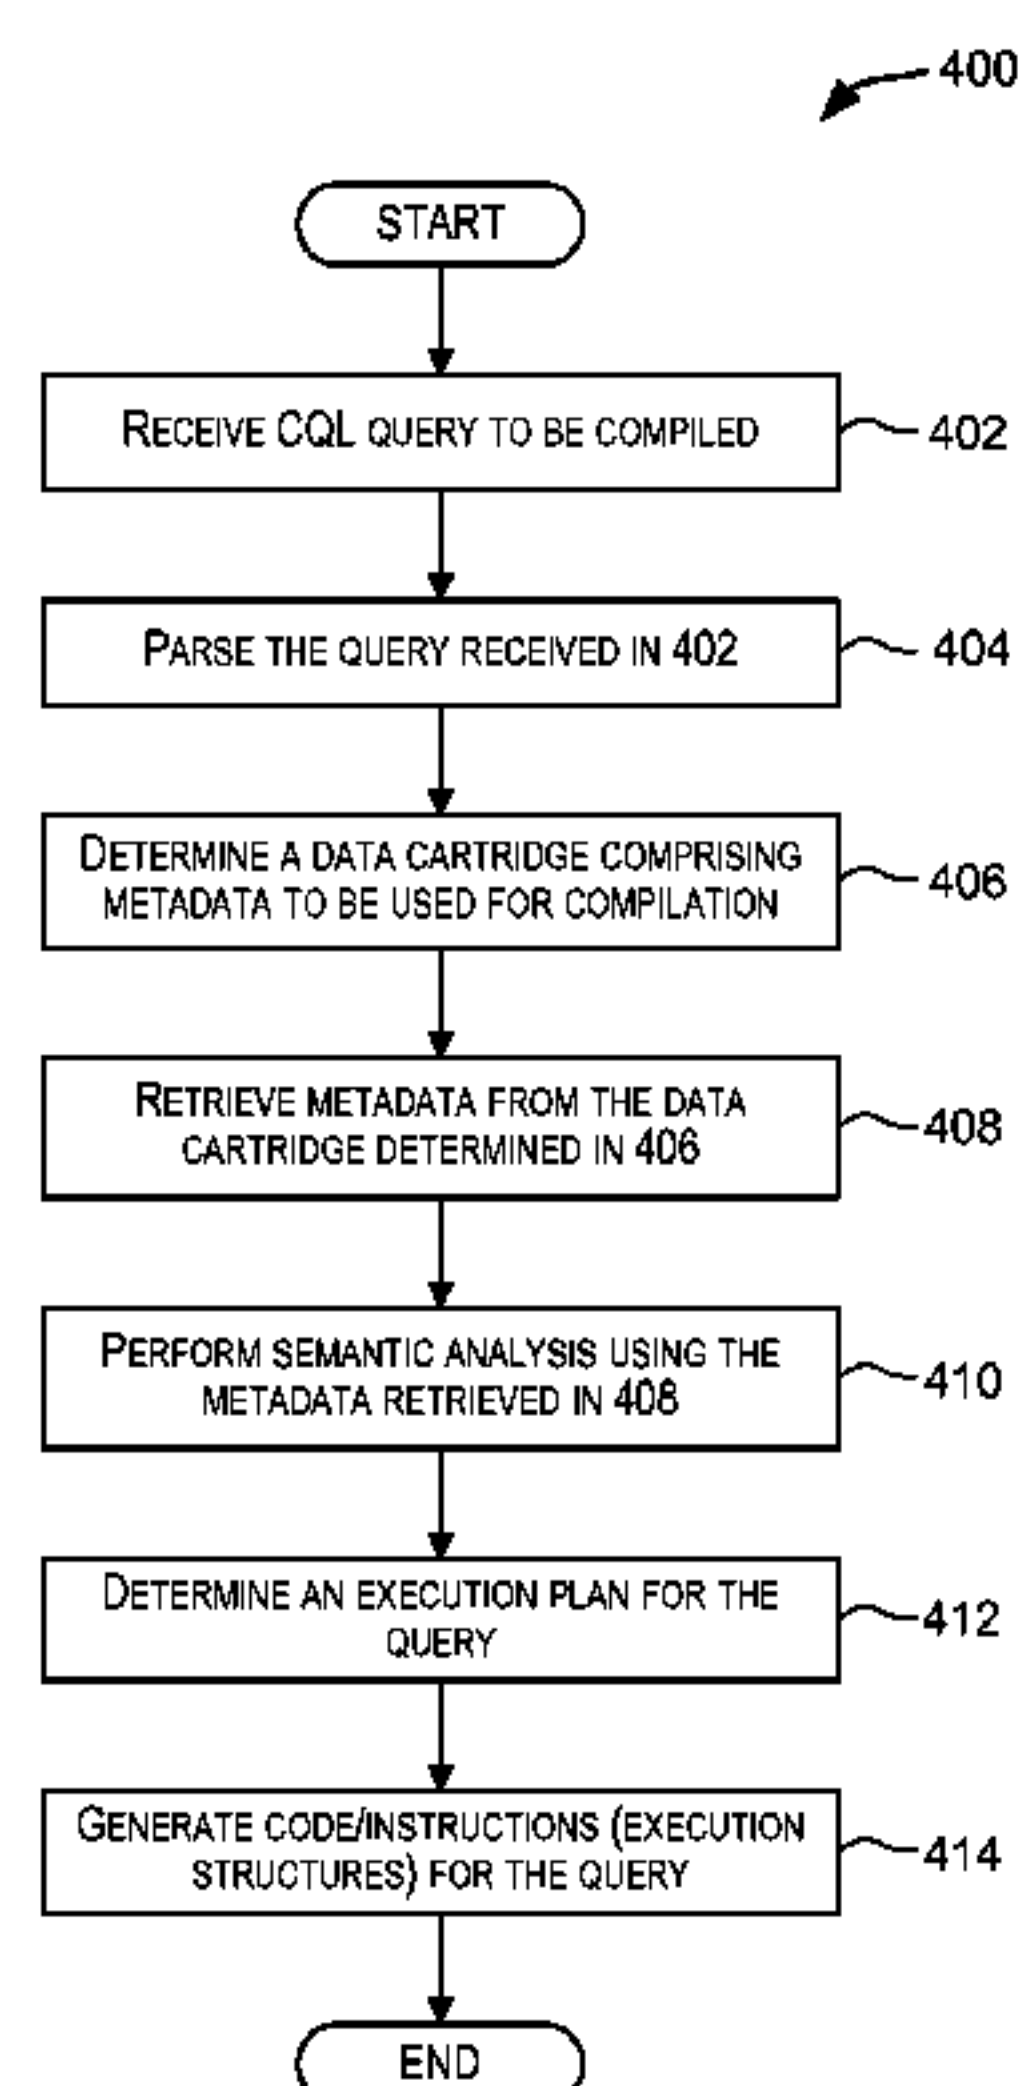 400
START
RECEIVE CQL QUERY TO BE COMPILED
402
PARSE THE QUERY RECEIVED IN 402
404
DETERMINE A DATA CARTRIDGE COMPRISING
METADATA TO BE USED FOR COMPILATION
406
RETRIEVE METADATA FROM THE DATA
CARTRIDGE DETERMINED IN 406
408
PERFORM SEMANTIC ANALYSIS USING THE
METADATA RETRIEVED IN 408
410
DETERMINE AN EXECUTION PLAN FOR THE
QUERY
412
GENERATE CODE/INSTRUCTIONS (EXECUTION
STRUCTURES) FOR THE QUERY
414
END